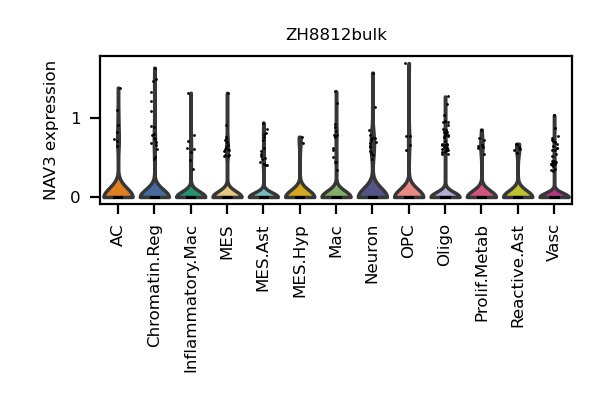 ZH8812bulk
NAV3 expression
1
0
AC
Chromatin.Reg
Inflammatory.Mac
MES
MES.Ast
MES.Hyp
Mac
Neuron
OPC
Oligo
Prolif.Metab
Reactive.Ast
Vasc